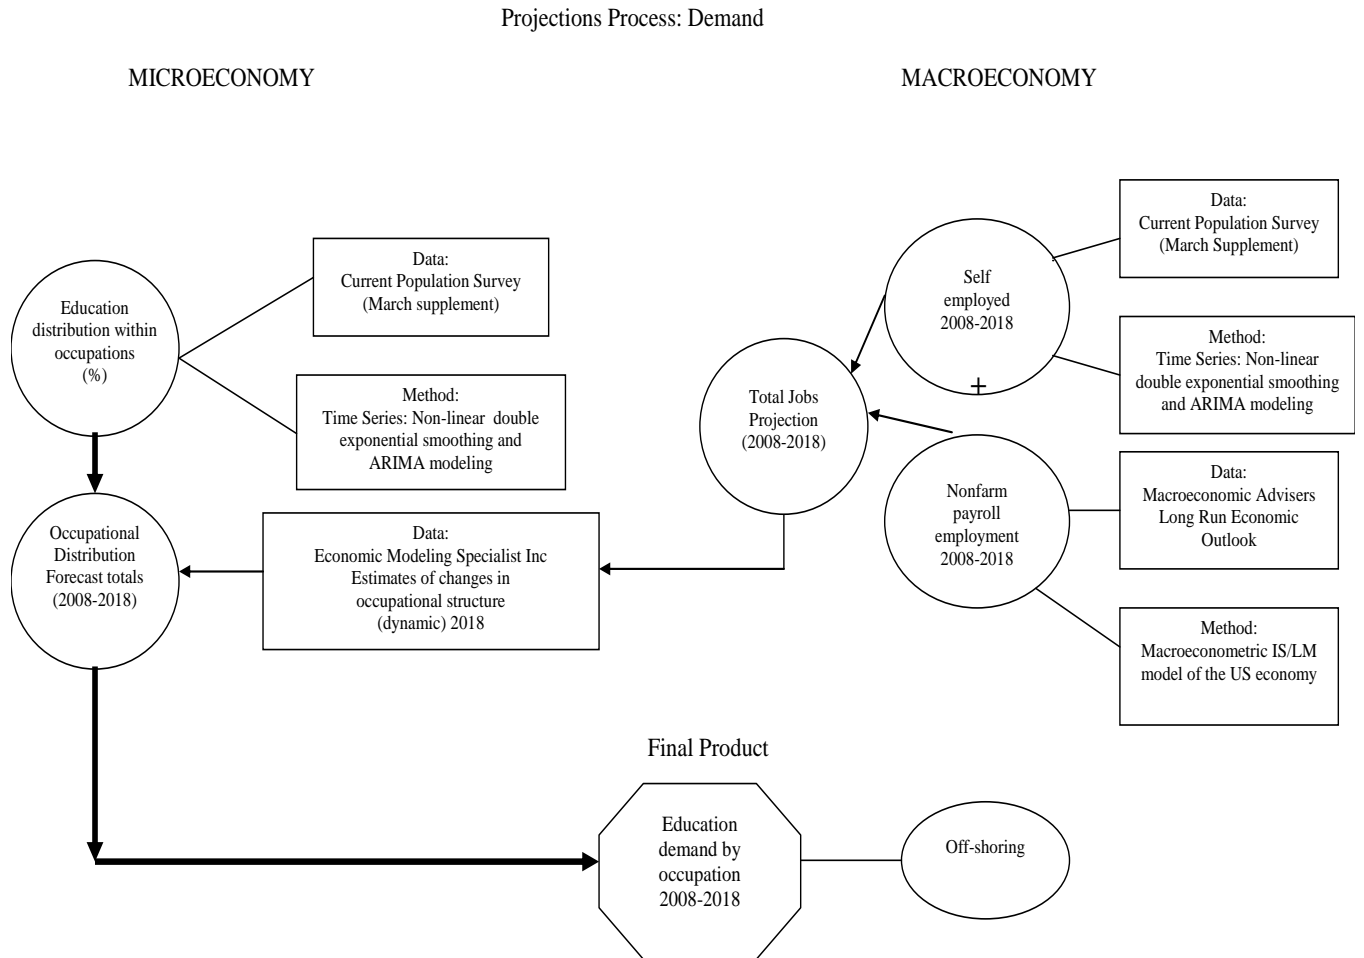 Projections Process: Demand
MICROECONOMY
MACROECONOMY
Education
distribution within
occupations
(%)
Data:
Current Population Survey
(March supplement)
Method:
Time Series: Non-linear double
exponential smoothing and
ARIMA modeling
Occupational
Distribution
Forecast totals
(2008-2018)
Data:
Economic Modeling Specialist Inc
Estimates of changes in
occupational structure
(dynamic) 2018
Total Jobs
Projection
(2008-2018)
Self
employed
2008-2018
+
Data:
Current Population Survey
(March Supplement)
Method:
Time Series: Non-linear
double exponential smoothing
and ARIMA modeling
Nonfarm
payroll
employment
2008-2018
Data:
Macroeconomic Advisers
Long Run Economic
Outlook
Method:
Macroeconometric IS/LM
model of the US economy
Final Product
Education
demand by
occupation
2008-2018
Off-shoring